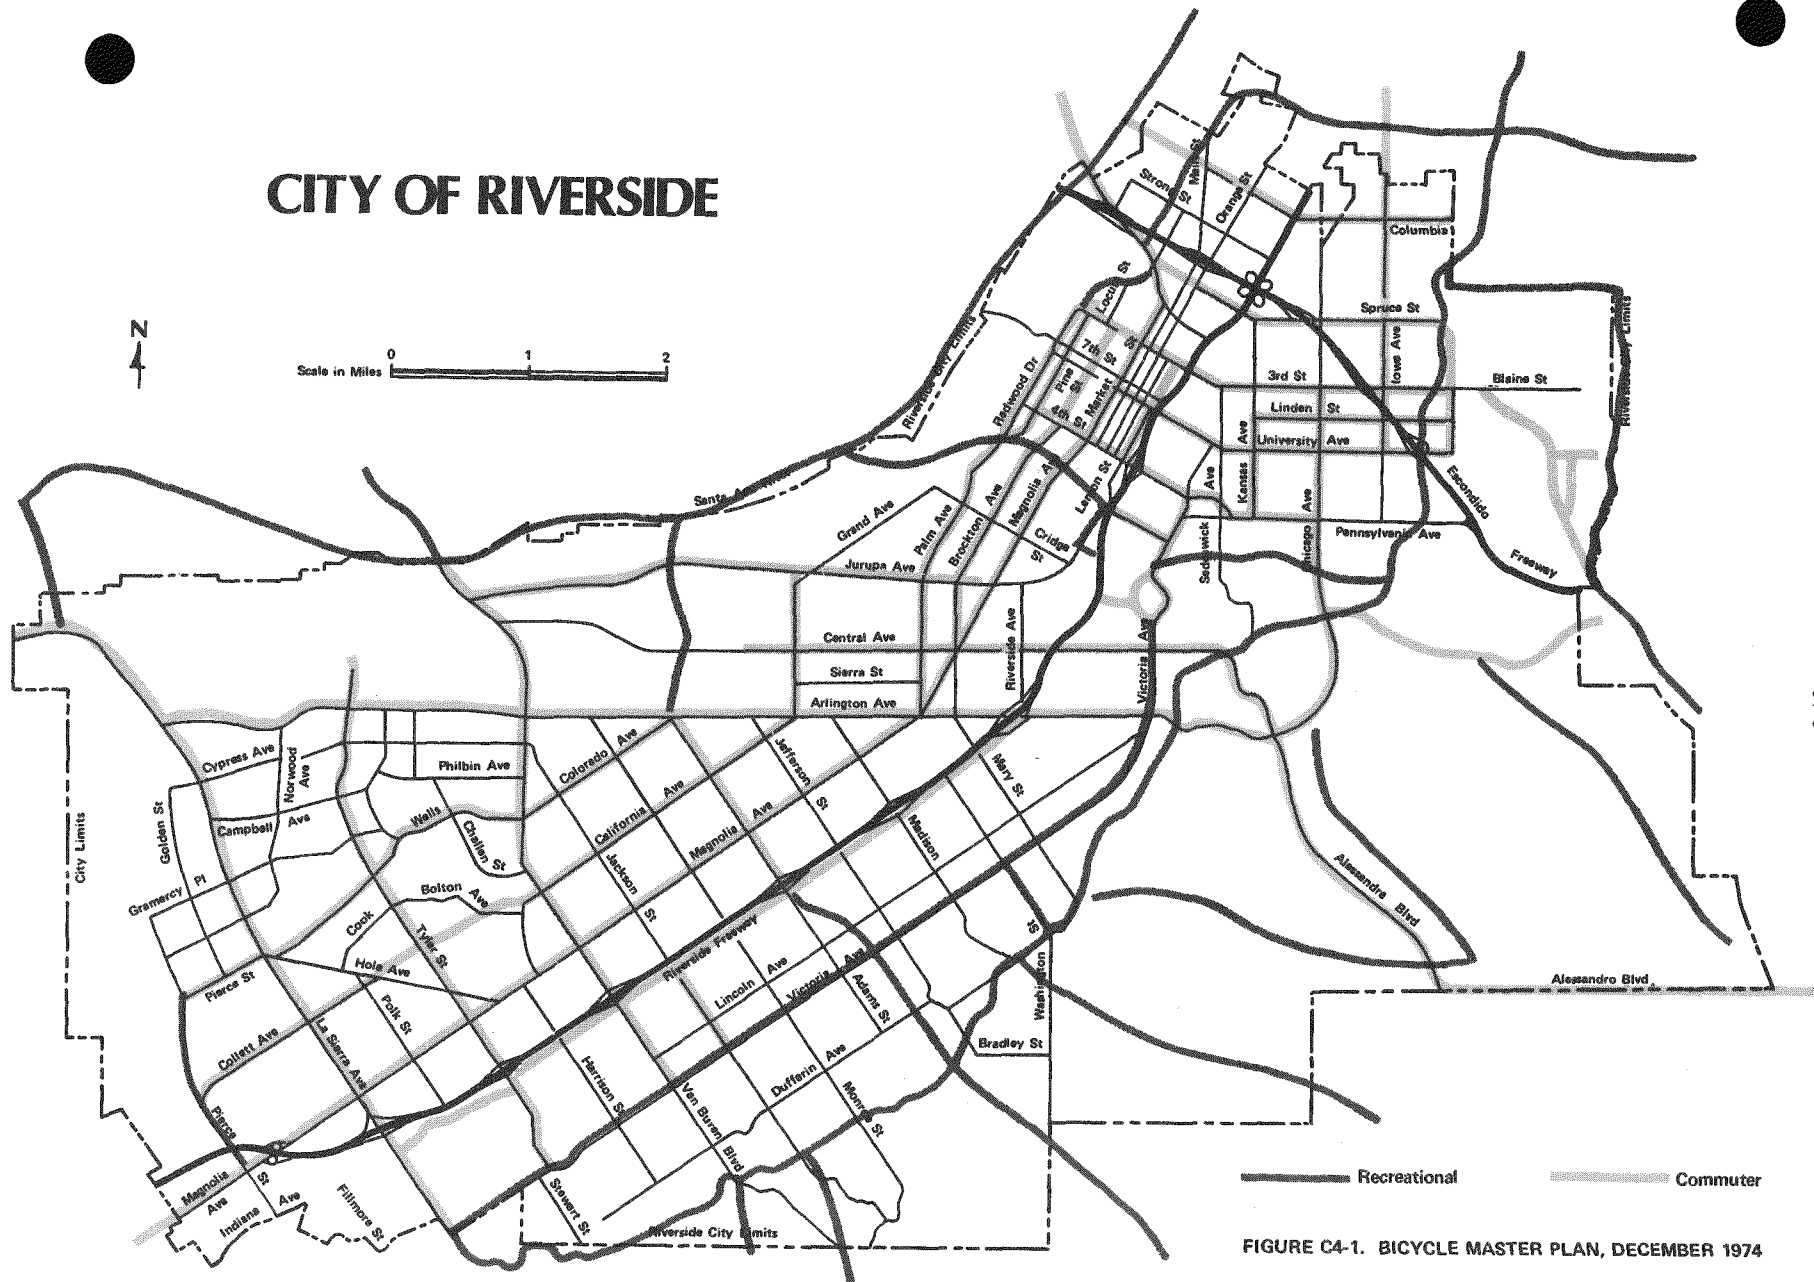 CITY OF RIVERSIDE
N
Scale in Miles 0 1 2
Main St
Strong St
Orange St
Columbia
Locust St
Spruce St
Iowa Ave
Riverside City Limits
Riverside City Limits
7th St
3rd St
Blaine St
Redwood Dr
Pine St
Market St
14th St
Linden St
University Ave
Kansas Ave
Chicago Ave
Escondido Freeway
Pennsylvania Ave
Sedgwick Ave
Santa Ana River
Grand Ave
Palm Ave
Brockton Ave
Magnolia Ave
Lemon St
Cridge St
Jurupa Ave
Central Ave
Riverside Ave
Victoria Ave
Sierra St
Arlington Ave
Cypress Ave
Norwood Ave
Philbin Ave
Colorado Ave
Jefferson St
Mary St
California Ave
Magnolia Ave
Madison
Golden St
Campbell Ave
Wells
Challen St
City Limits
Gramercy Pl
Bolton Ave
Jackson St
Cook
Tyler St
Hole Ave
Riverside Freeway
Lincoln Ave
Victoria Ave
Adams St
Washington St
Alessandro Blvd
Alessandro Blvd.
Pierce St
Polk St
Collett Ave
La Sierra Ave
Bradley St
Dufferin Ave
Harrison St
Van Buren Blvd
Monroe St
Pierce St
Magnolia Ave
Indiana Ave
Fillmore St
Stewart St
Riverside City Limits
Recreational
Commuter
FIGURE C4-1. BICYCLE MASTER PLAN, DECEMBER 1974